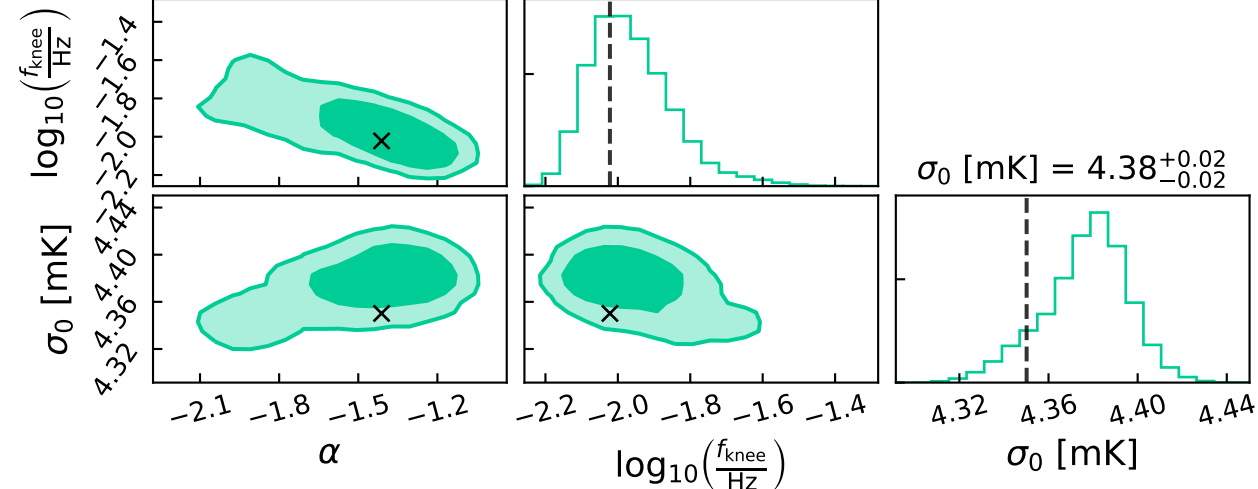 log₁₀(f_knee/Hz)
−1.4
−1.6
−1.8
−2.0
−2.2
σ₀ [mK] = 4.38^{+0.02}_{−0.02}
σ₀ [mK]
4.44
4.40
4.36
4.32
−2.1 −1.8 −1.5 −1.2
−2.2 −2.0 −1.8 −1.6 −1.4
4.32 4.36 4.40 4.44
α
log₁₀(f_knee/Hz)
σ₀ [mK]